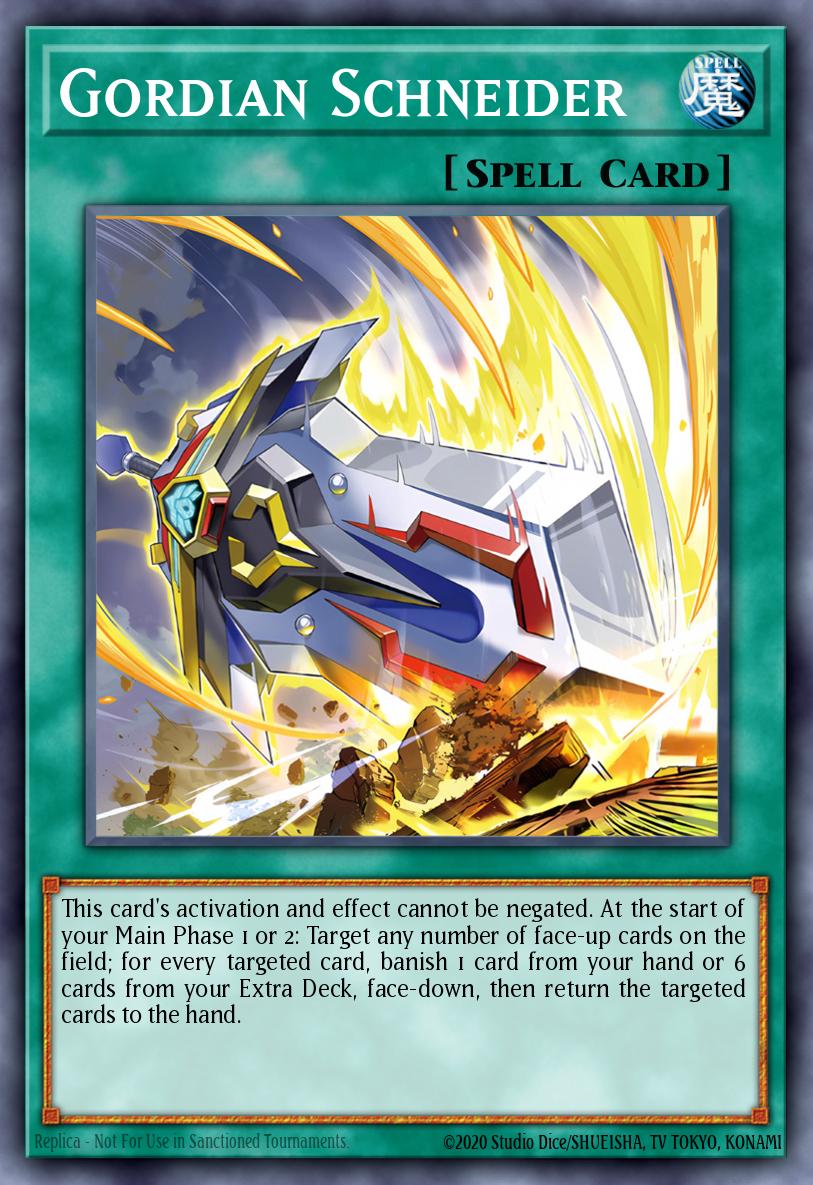 GORDIAN SCHNEIDER
SPELL
魔
[SPELL CARD]
This card's activation and effect cannot be negated. At the start of
your Main Phase 1 or 2: Target any number of face-up cards on the
field; for every targeted card, banish 1 card from your hand or 6
cards from your Extra Deck, face-down, then return the targeted
cards to the hand.
Replica - Not For Use in Sanctioned Tournaments.
©2020 Studio Dice/SHUEISHA, TV TOKYO, KONAMI